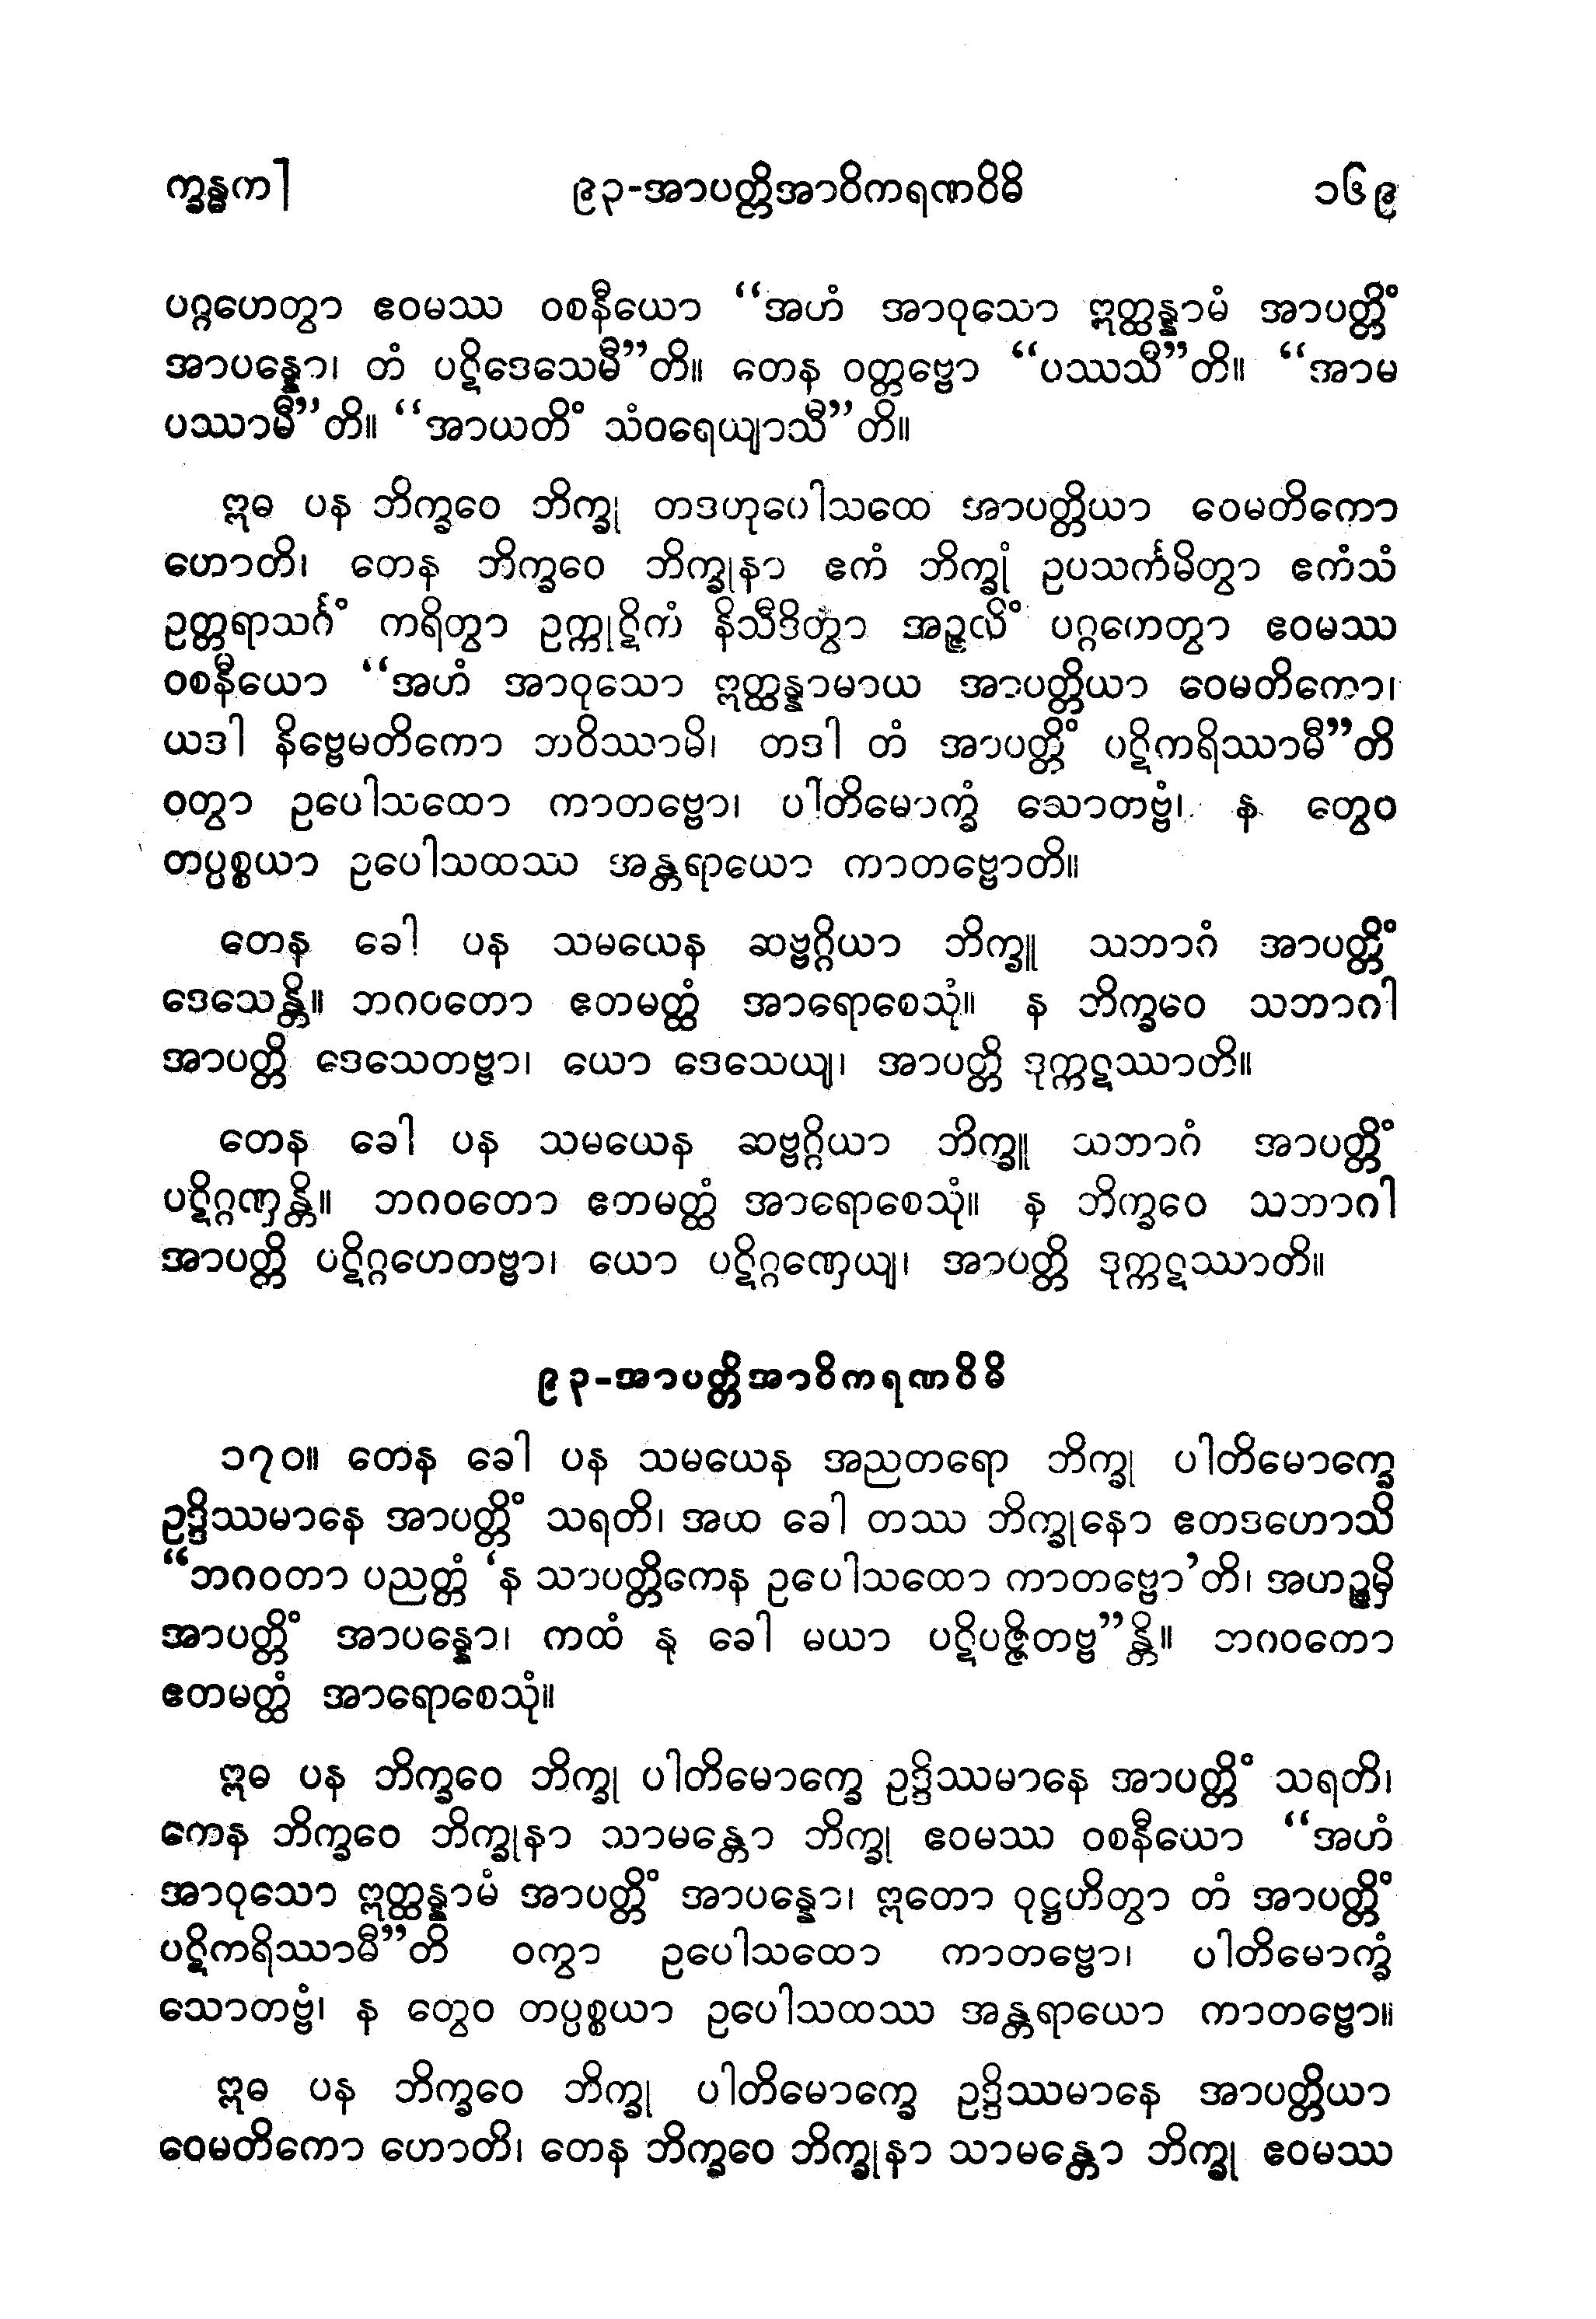 က္ခန္ဓက]
၉၃-အာပတ္တိအာဝိကရဏဝိဓိ
၁၆၉
ပဂ္ဂဟေတွာ ဧဝမဿ ဝစနီယော “အဟံ အာဝုသော ဣတ္ထန္နာမံ အာပတ္တိံ
အာပန္နော၊ တံ ပဋိဒေသေမီ”တိ။ တေန ဝတ္တဗ္ဗော “ပဿသီ”တိ။ “အာမ
ပဿာမီ”တိ။ “အာယတိံ သံဝရေယျာသီ”တိ။
ဣဓ ပန ဘိက္ခဝေ ဘိက္ခု တဒဟုပေါသထေ အာပတ္တိယာ ဝေမတိကော
ဟောတိ၊ တေန ဘိက္ခဝေ ဘိက္ခုနာ ဧကံ ဘိက္ခုံ ဥပသင်္ကမိတွာ ဧကံသံ
ဥတ္တရာသင်္ဂံ ကရိတွာ ဥက္ကုဋိကံ နိသီဒိတွာ အဉ္ဇလိံ ပဂ္ဂဟေတွာ ဧဝမဿ
ဝစနီယော “အဟံ အာဝုသော ဣတ္ထန္နာမာယ အာပတ္တိယာ ဝေမတိကော၊
ယဒါ နိဗ္ဗေမတိကော ဘဝိဿာမိ၊ တဒါ တံ အာပတ္တိံ ပဋိကရိဿာမီ”တိ
ဝတွာ ဥပေါသထော ကာတဗ္ဗော၊ ပါတိမောက္ခံ သောတဗ္ဗံ၊ န တွေဝ
တပ္ပစ္စယာ ဥပေါသထဿ အန္တရာယော ကာတဗ္ဗောတိ။
တေန ခေါ ပန သမယေန ဆဗ္ဗဂ္ဂိယာ ဘိက္ခူ သဘာဂံ အာပတ္တိံ
ဒေသေန္တိ။ ဘဂဝတော ဧတမတ္ထံ အာရောစေသုံ။ န ဘိက္ခဝေ သဘာဂါ
အာပတ္တိ ဒေသေတဗ္ဗာ၊ ယော ဒေသေယျ၊ အာပတ္တိ ဒုက္ကဋဿာတိ။
တေန ခေါ ပန သမယေန ဆဗ္ဗဂ္ဂိယာ ဘိက္ခူ သဘာဂံ အာပတ္တိံ
ပဋိဂ္ဂဏှန္တိ။ ဘဂဝတော ဧတမတ္ထံ အာရောစေသုံ။ န ဘိက္ခဝေ သဘာဂါ
အာပတ္တိ ပဋိဂ္ဂဟေတဗ္ဗာ၊ ယော ပဋိဂ္ဂဏှေယျ၊ အာပတ္တိ ဒုက္ကဋဿာတိ။
၉၃-အာပတ္တိအာဝိကရဏဝိဓိ
၁၇၀။ တေန ခေါ ပန သမယေန အညတရော ဘိက္ခု ပါတိမောက္ခေ
ဥဒ္ဒိဿမာနေ အာပတ္တိံ သရတိ၊ အထ ခေါ တဿ ဘိက္ခုနော ဧတဒဟောသိ
“ဘဂဝတာ ပညတ္တံ ‘န သာပတ္တိကေန ဥပေါသထော ကာတဗ္ဗော’တိ၊ အဟဉ္စမှိ
အာပတ္တိံ အာပန္နော၊ ကထံ နု ခေါ မယာ ပဋိပဇ္ဇိတဗ္ဗ”န္တိ။ ဘဂဝတော
ဧတမတ္ထံ အာရောစေသုံ။
ဣဓ ပန ဘိက္ခဝေ ဘိက္ခု ပါတိမောက္ခေ ဥဒ္ဒိဿမာနေ အာပတ္တိံ သရတိ၊
တေန ဘိက္ခဝေ ဘိက္ခုနာ သာမန္တော ဘိက္ခု ဧဝမဿ ဝစနီယော “အဟံ
အာဝုသော ဣတ္ထန္နာမံ အာပတ္တိံ အာပန္နော၊ ဣတော ဝုဋ္ဌဟိတွာ တံ အာပတ္တိံ
ပဋိကရိဿာမီ”တိ ဝတွာ ဥပေါသထော ကာတဗ္ဗော၊ ပါတိမောက္ခံ
သောတဗ္ဗံ၊ န တွေဝ တပ္ပစ္စယာ ဥပေါသထဿ အန္တရာယော ကာတဗ္ဗော။
ဣဓ ပန ဘိက္ခဝေ ဘိက္ခု ပါတိမောက္ခေ ဥဒ္ဒိဿမာနေ အာပတ္တိယာ
ဝေမတိကော ဟောတိ၊ တေန ဘိက္ခဝေ ဘိက္ခုနာ သာမန္တော ဘိက္ခု ဧဝမဿ